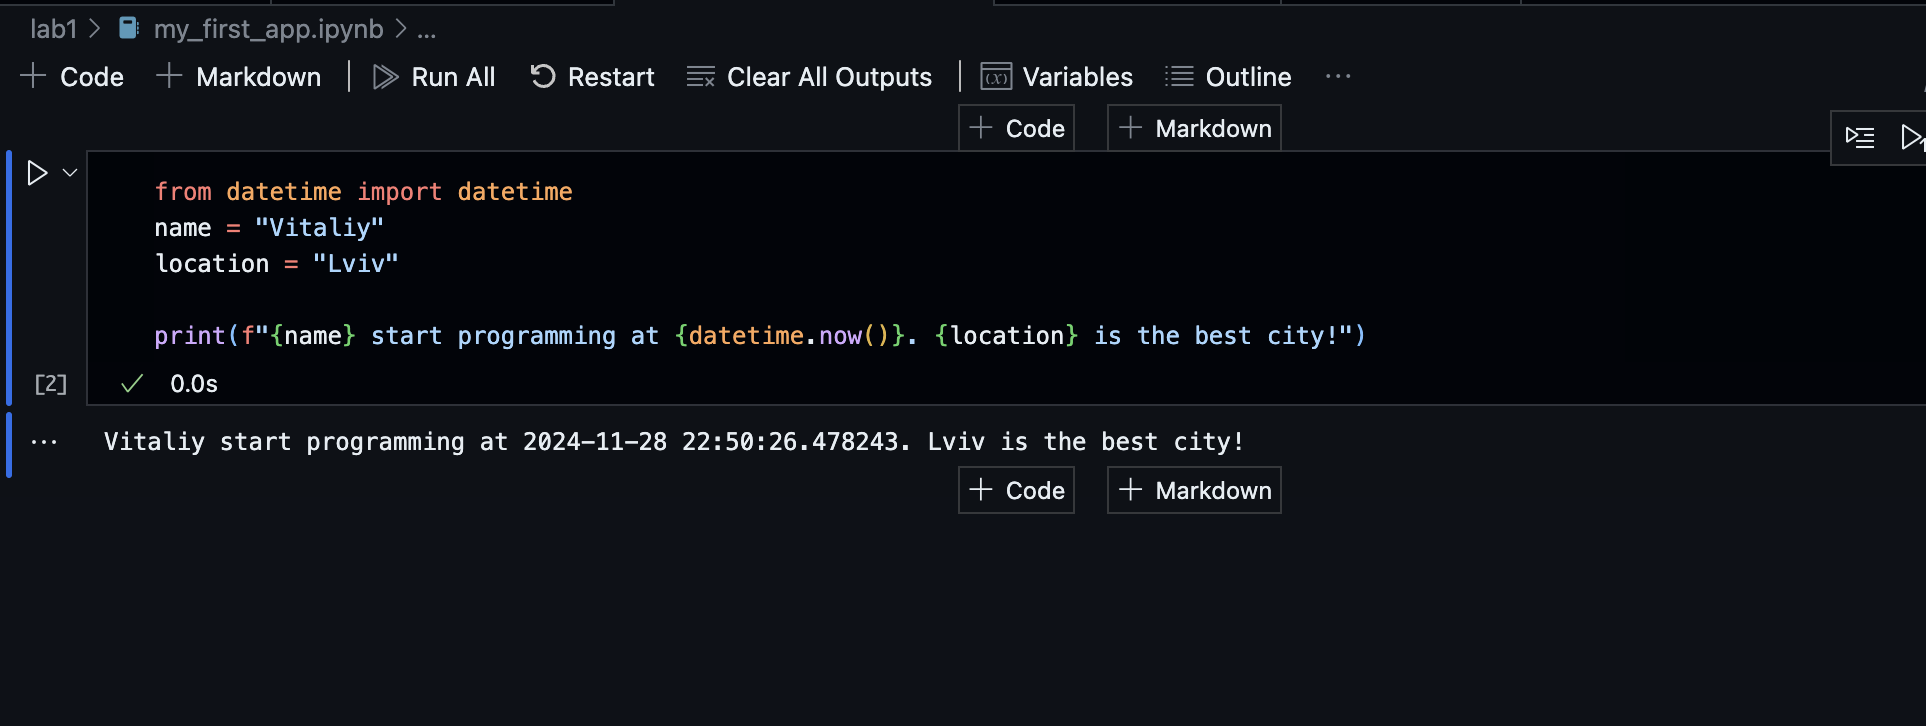 lab1 > my_first_app.ipynb > ...
+ Code + Markdown | Run All Restart Clear All Outputs | Variables Outline ...
+ Code + Markdown
from datetime import datetime
name = "Vitaliy"
location = "Lviv"
print(f"{name} start programming at {datetime.now()}. {location} is the best city!")
[2] ✓ 0.0s
... Vitaliy start programming at 2024-11-28 22:50:26.478243. Lviv is the best city!
+ Code + Markdown